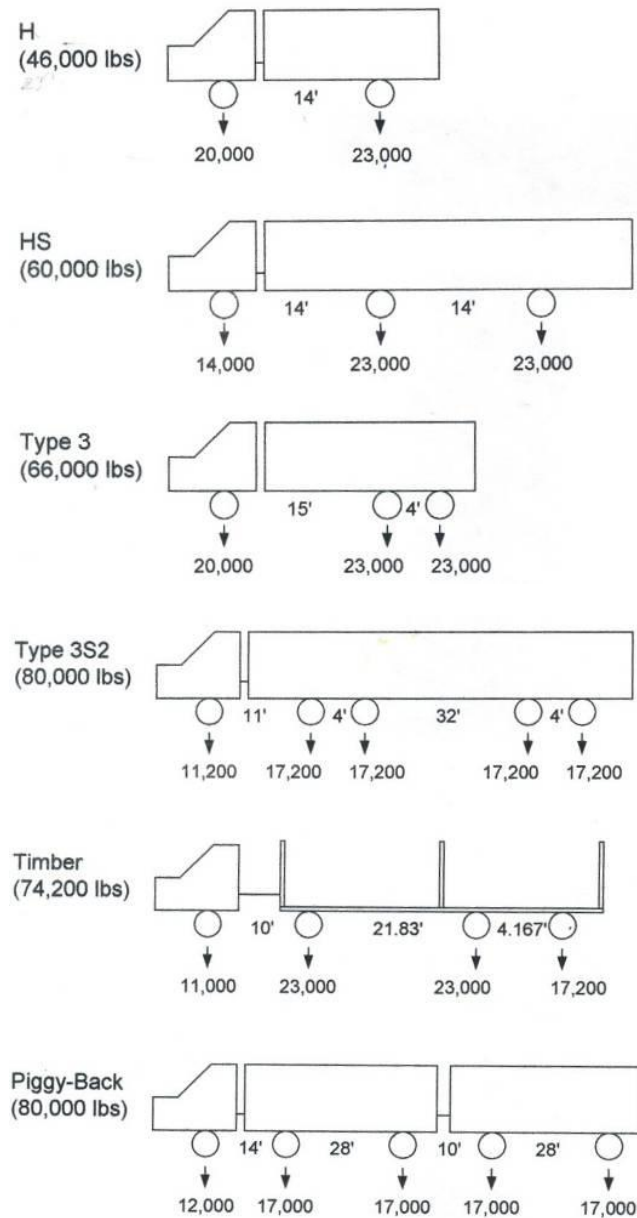 H
(46,000 lbs)
14'
20,000 23,000
HS
(60,000 lbs)
14' 14'
14,000 23,000 23,000
Type 3
(66,000 lbs)
15' 4'
20,000 23,000 23,000
Type 3S2
(80,000 lbs)
11' 4' 32' 4'
11,200 17,200 17,200 17,200 17,200
Timber
(74,200 lbs)
10' 21.83' 4.167'
11,000 23,000 23,000 17,200
Piggy-Back
(80,000 lbs)
14' 28' 10' 28'
12,000 17,000 17,000 17,000 17,000